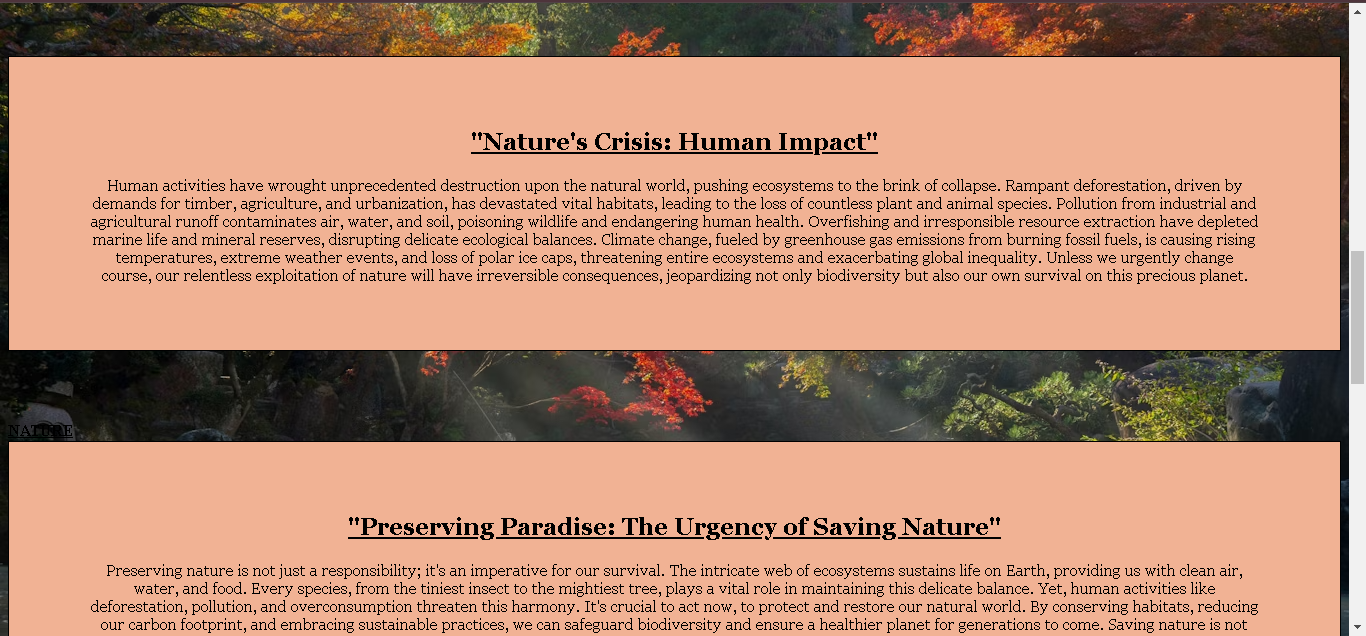 "Nature's Crisis: Human Impact"
Human activities have wrought unprecedented destruction upon the natural world, pushing ecosystems to the brink of collapse. Rampant deforestation, driven by
demands for timber, agriculture, and urbanization, has devastated vital habitats, leading to the loss of countless plant and animal species. Pollution from industrial and
agricultural runoff contaminates air, water, and soil, poisoning wildlife and endangering human health. Overfishing and irresponsible resource extraction have depleted
marine life and mineral reserves, disrupting delicate ecological balances. Climate change, fueled by greenhouse gas emissions from burning fossil fuels, is causing rising
temperatures, extreme weather events, and loss of polar ice caps, threatening entire ecosystems and exacerbating global inequality. Unless we urgently change
course, our relentless exploitation of nature will have irreversible consequences, jeopardizing not only biodiversity but also our own survival on this precious planet.
NATURE
"Preserving Paradise: The Urgency of Saving Nature"
Preserving nature is not just a responsibility; it's an imperative for our survival. The intricate web of ecosystems sustains life on Earth, providing us with clean air,
water, and food. Every species, from the tiniest insect to the mightiest tree, plays a vital role in maintaining this delicate balance. Yet, human activities like
deforestation, pollution, and overconsumption threaten this harmony. It's crucial to act now, to protect and restore our natural world. By conserving habitats, reducing
our carbon footprint, and embracing sustainable practices, we can safeguard biodiversity and ensure a healthier planet for generations to come. Saving nature is not